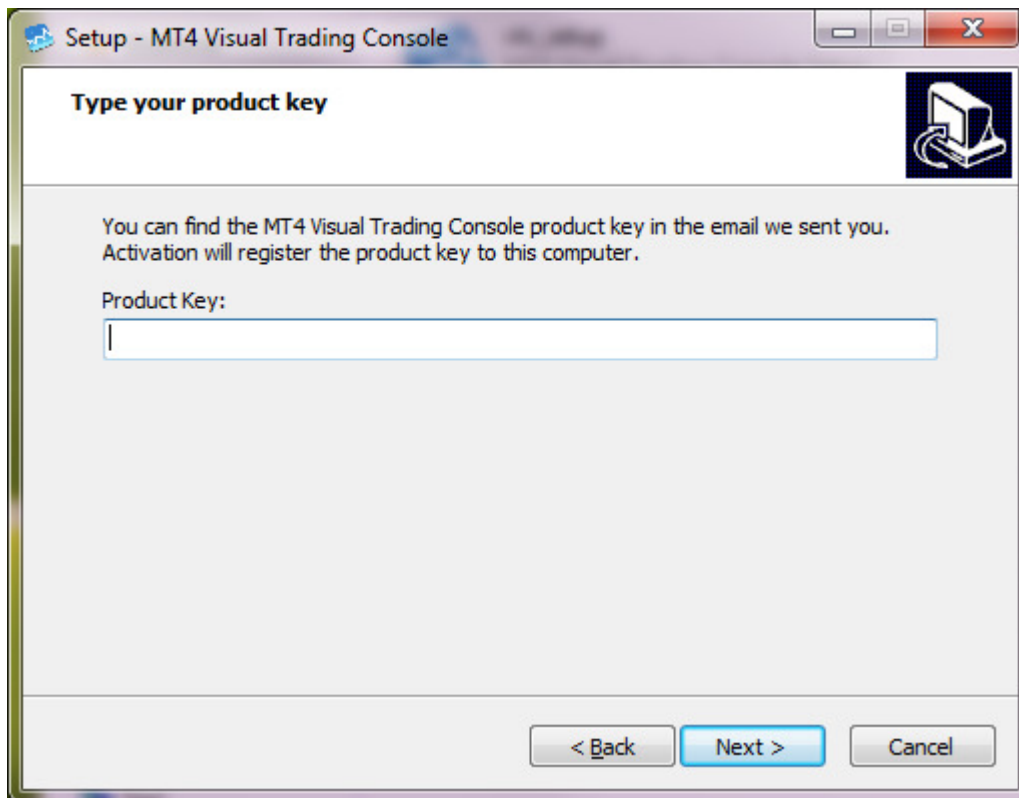 Setup - MT4 Visual Trading Console
Type your product key
You can find the MT4 Visual Trading Console product key in the email we sent you.
Activation will register the product key to this computer.
Product Key:
< Back
Next >
Cancel